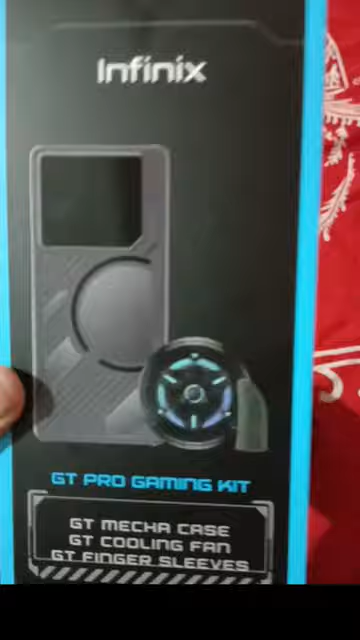 Infinix
GT PRO GAMING KIT
GT MECHA CASE
GT COOLING FAN
GT FINGER SLEEVES